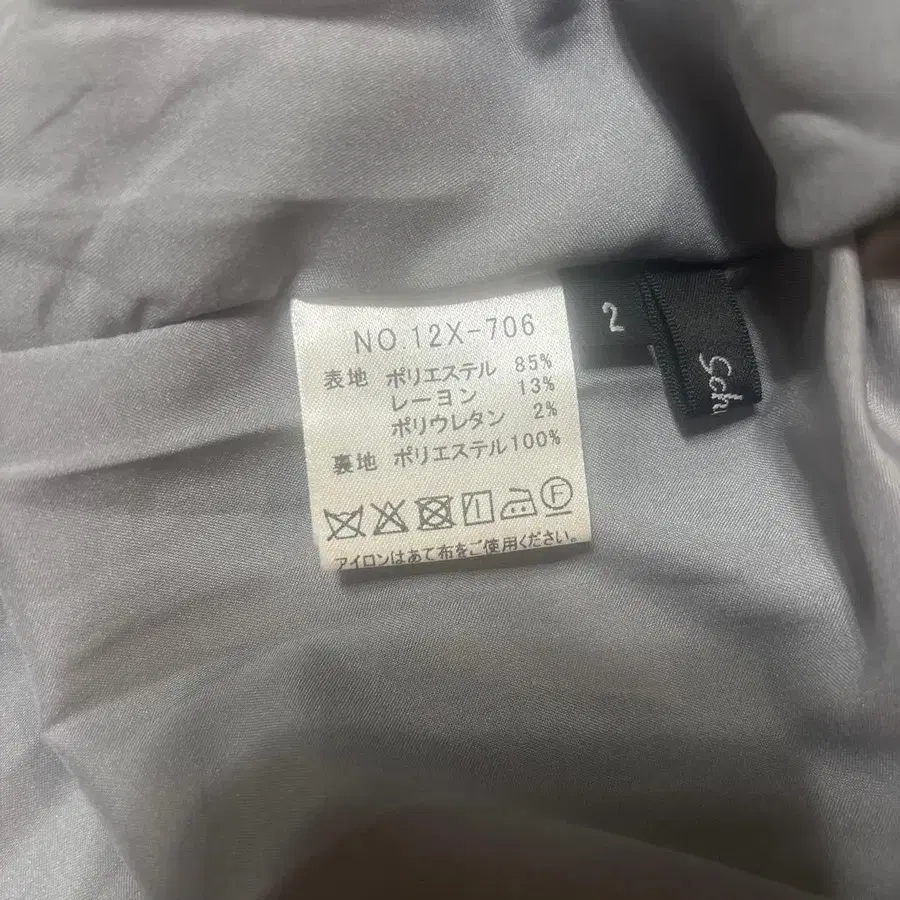 NO.12X-706
表地 ポリエステル 85%
レーヨン 13%
ポリウレタン 2%
裏地 ポリエステル100%
F
アイロンはあて布をご使用ください。
2